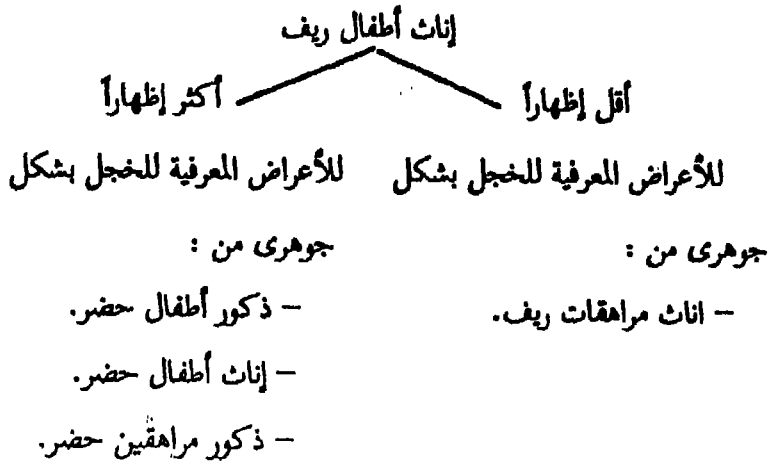 إناث أطفال ريف
أقل إظهاراً
للأعراض المعرفية للخجل بشكل
جوهرى من :
– اناث مراهقات ريف.
أكثر إظهاراً
للأعراض المعرفية للخجل بشكل
جوهرى من :
– ذكور أطفال حضر.
– إناث أطفال حضر.
– ذكور مراهقين حضر.